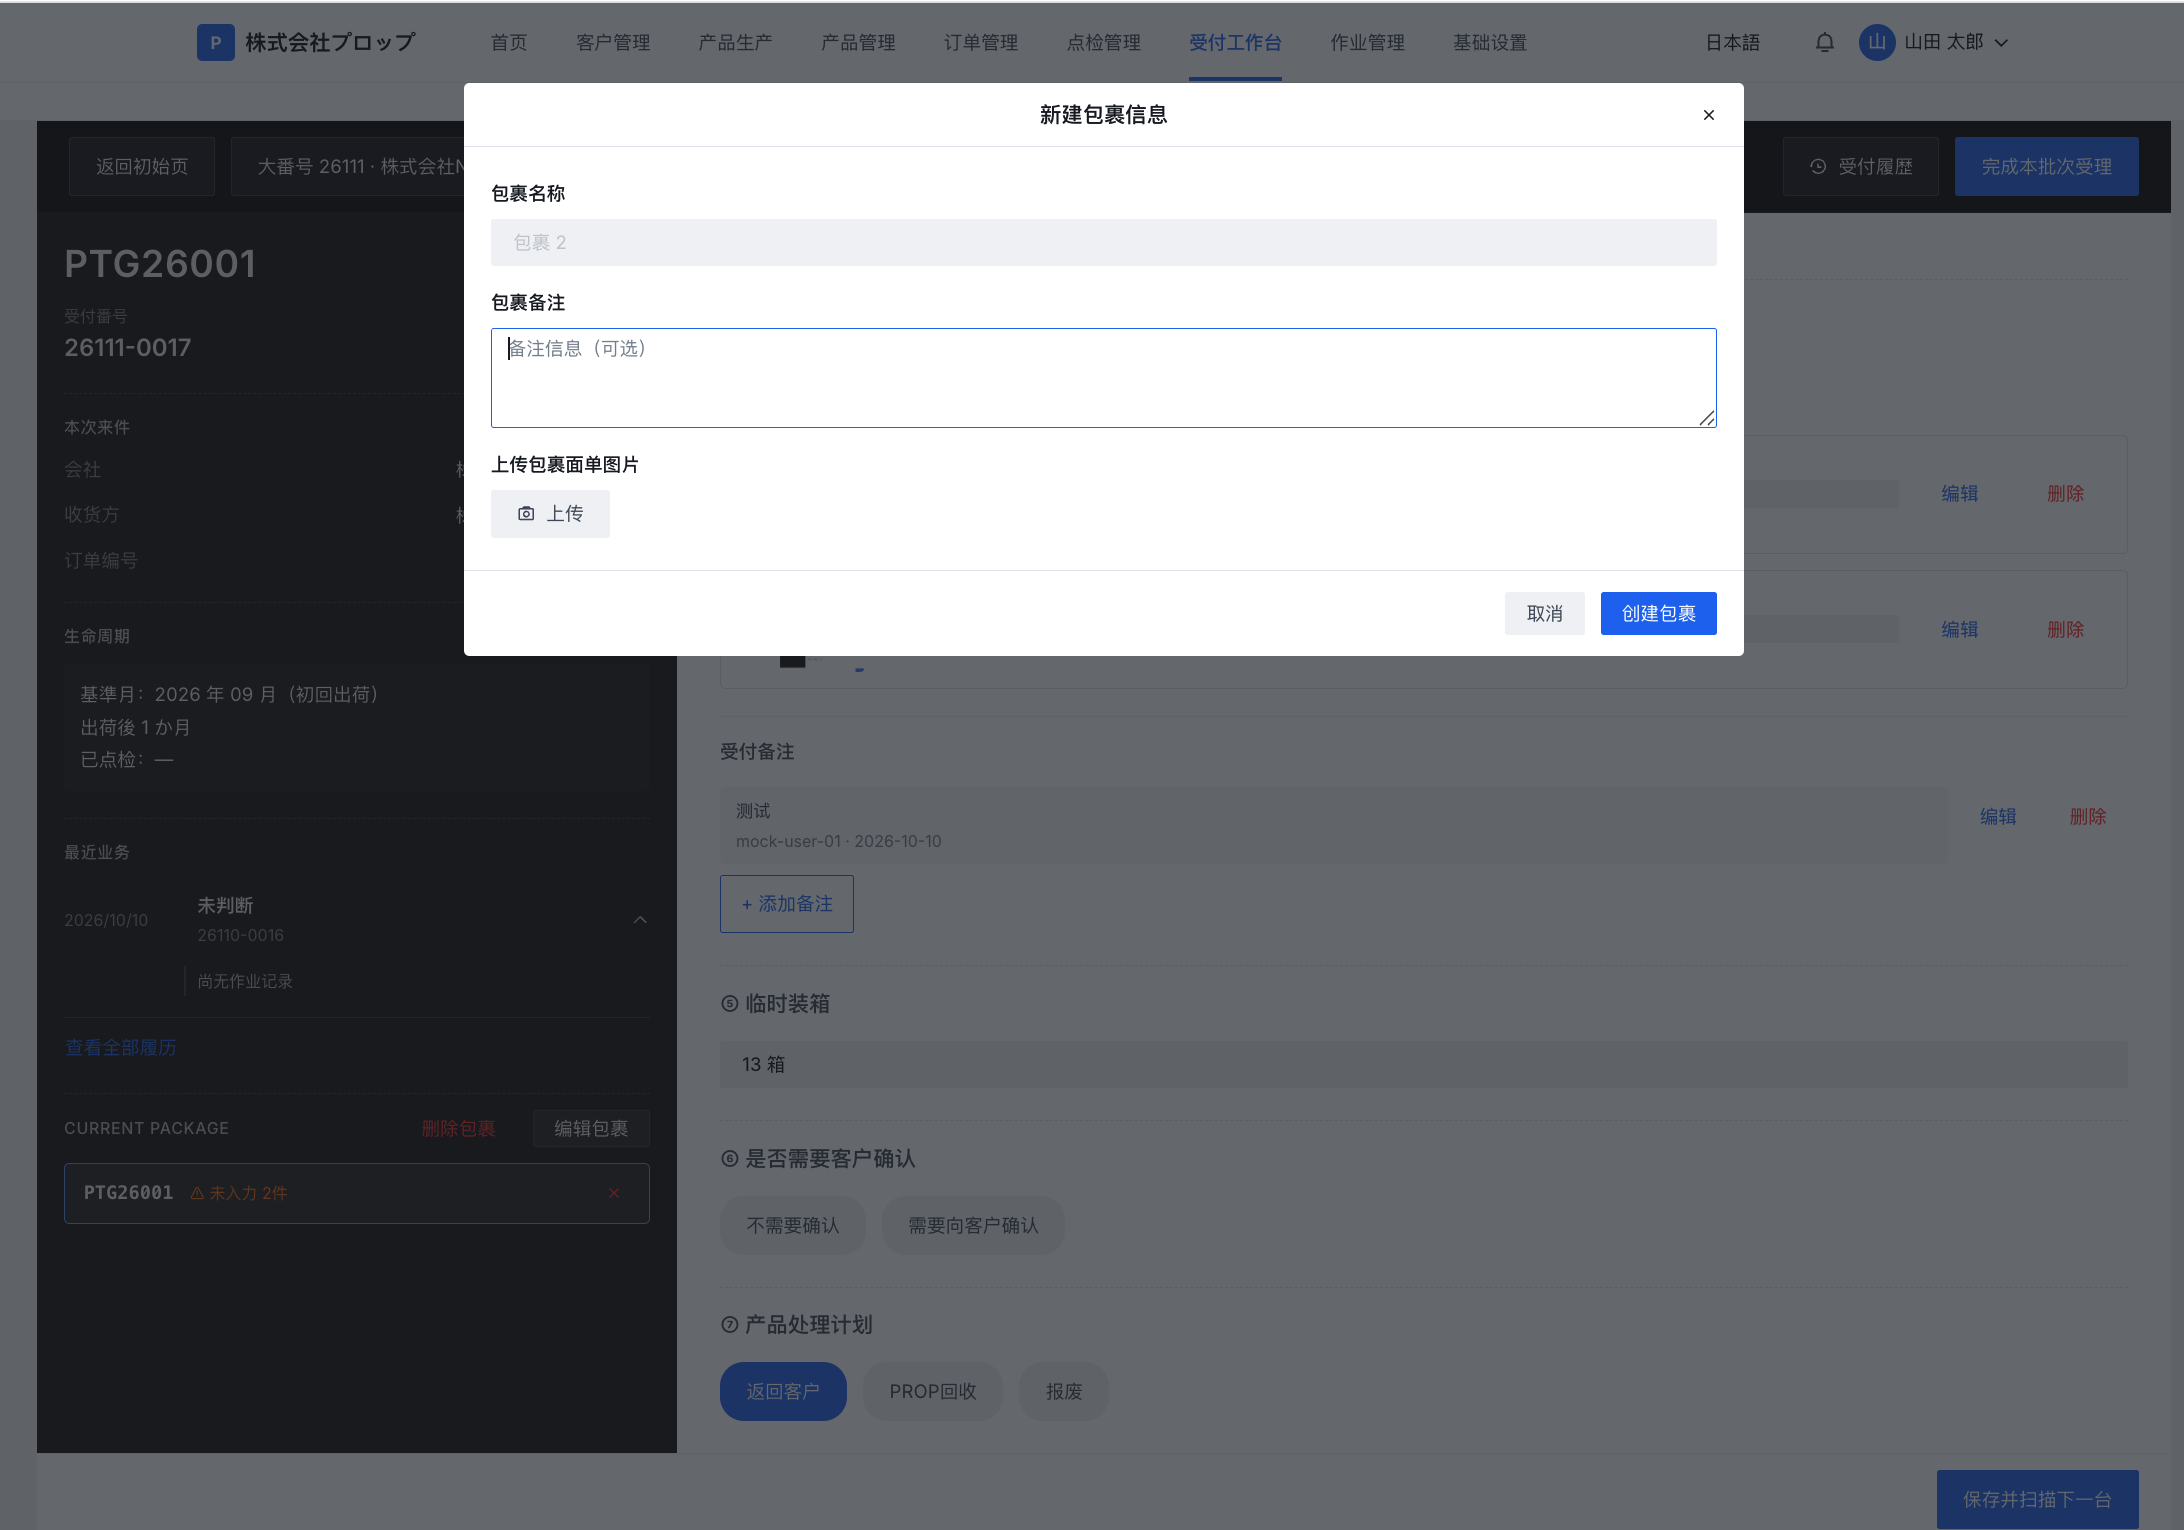 P 株式会社プロップ 首页 客户管理 产品生产 产品管理 订单管理 点检管理 受付工作台 作业管理 基础设置 日本語 山 山田 太郎
新建包裹信息 ×
返回初始页 大番号 26111 · 株式会社 受付履歴 完成本批次受理
包裹名称
包裹 2
包裹备注
备注信息（可选）
上传包裹面单图片
上传
取消 创建包裹
PTG26001
受付番号
26111-0017
本次来件
会社
收货方
订单编号
生命周期
基準月：2026 年 09 月（初回出荷）
出荷後 1 か月
已点检：—
最近业务
2026/10/10 未判断
26110-0016
尚无作业记录
查看全部履历
CURRENT PACKAGE 删除包裹 编辑包裹
PTG26001 未入力 2件 ×
编辑 删除
编辑 删除
受付备注
测试
mock-user-01 · 2026-10-10
编辑 删除
+ 添加备注
⑤ 临时装箱
13 箱
⑥ 是否需要客户确认
不需要确认 需要向客户确认
⑦ 产品处理计划
返回客户 PROP回收 报废
保存并扫描下一台